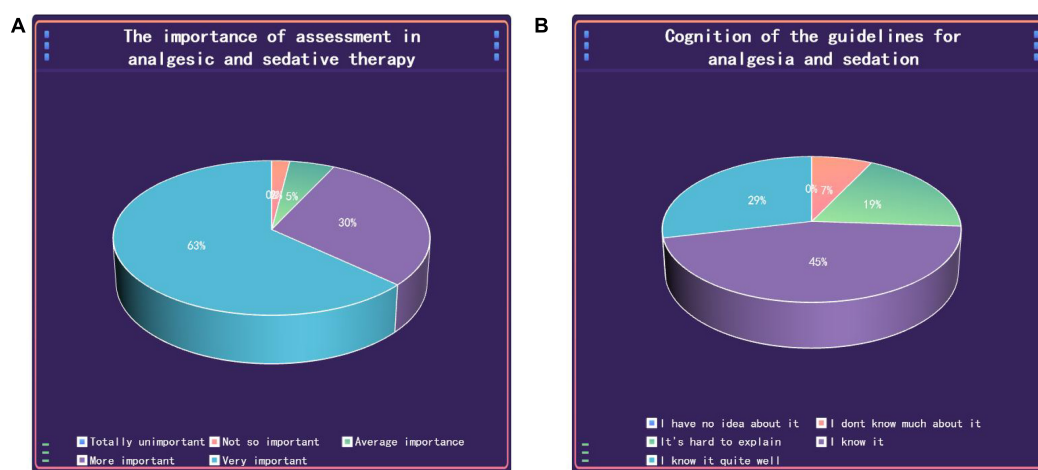 A
The importance of assessment in
analgesic and sedative therapy
0%
5%
30%
63%
Totally unimportant Not so important Average importance
More important Very important
B
Cognition of the guidelines for
analgesia and sedation
0% 7%
19%
29%
45%
I have no idea about it I dont know much about it
It's hard to explain I know it
I know it quite well